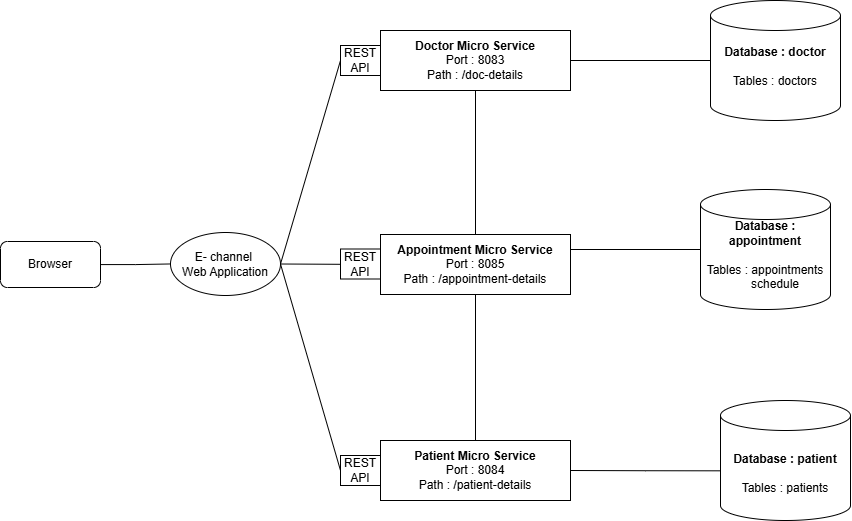 REST
API
Doctor Micro Service
Port : 8083
Path : /doc-details
Database : doctor
Tables : doctors
Browser
E- channel
Web Application
REST
API
Appointment Micro Service
Port : 8085
Path : /appointment-details
Database :
appointment
Tables : appointments
schedule
REST
API
Patient Micro Service
Port : 8084
Path : /patient-details
Database : patient
Tables : patients